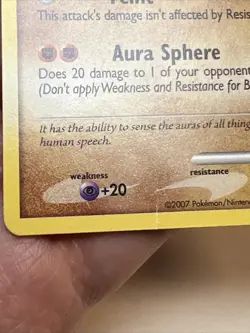 Feint
This attack's damage isn't affected by Resis
Aura Sphere
Does 20 damage to 1 of your opponent
(Don't apply Weakness and Resistance for B
It has the ability to sense the auras of all thing
human speech.
weakness
+20
resistance
©2007 Pokémon/Nintend